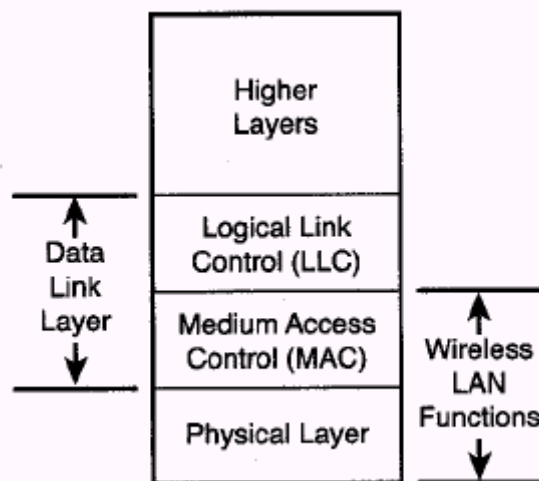 Higher
Layers
Logical Link
Control (LLC)
Data
Link
Layer
Medium Access
Control (MAC)
Wireless
LAN
Functions
Physical Layer